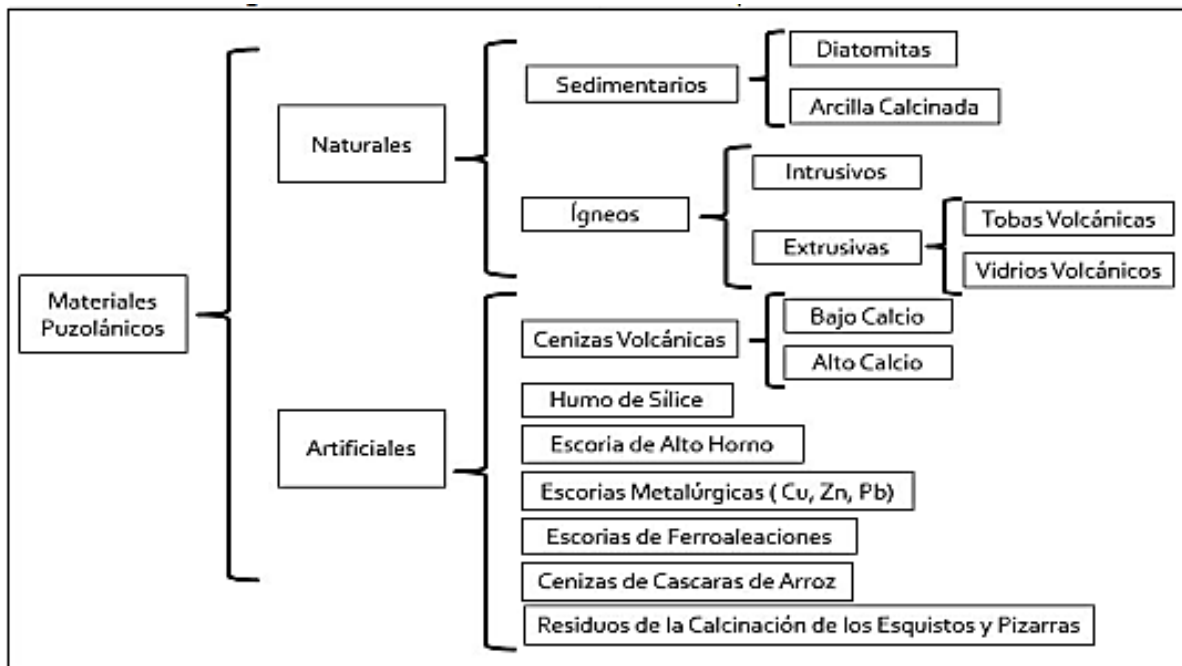 Materiales
Puzolánicos
Naturales
Sedimentarios
Diatomitas
Arcilla Calcinada
Ígneos
Intrusivos
Extrusivas
Tobas Volcánicas
Vidrios Volcánicos
Artificiales
Cenizas Volcánicas
Bajo Calcio
Alto Calcio
Humo de Sílice
Escoria de Alto Horno
Escorias Metalúrgicas ( Cu, Zn, Pb)
Escorias de Ferroaleaciones
Cenizas de Cascaras de Arroz
Residuos de la Calcinación de los Esquistos y Pizarras